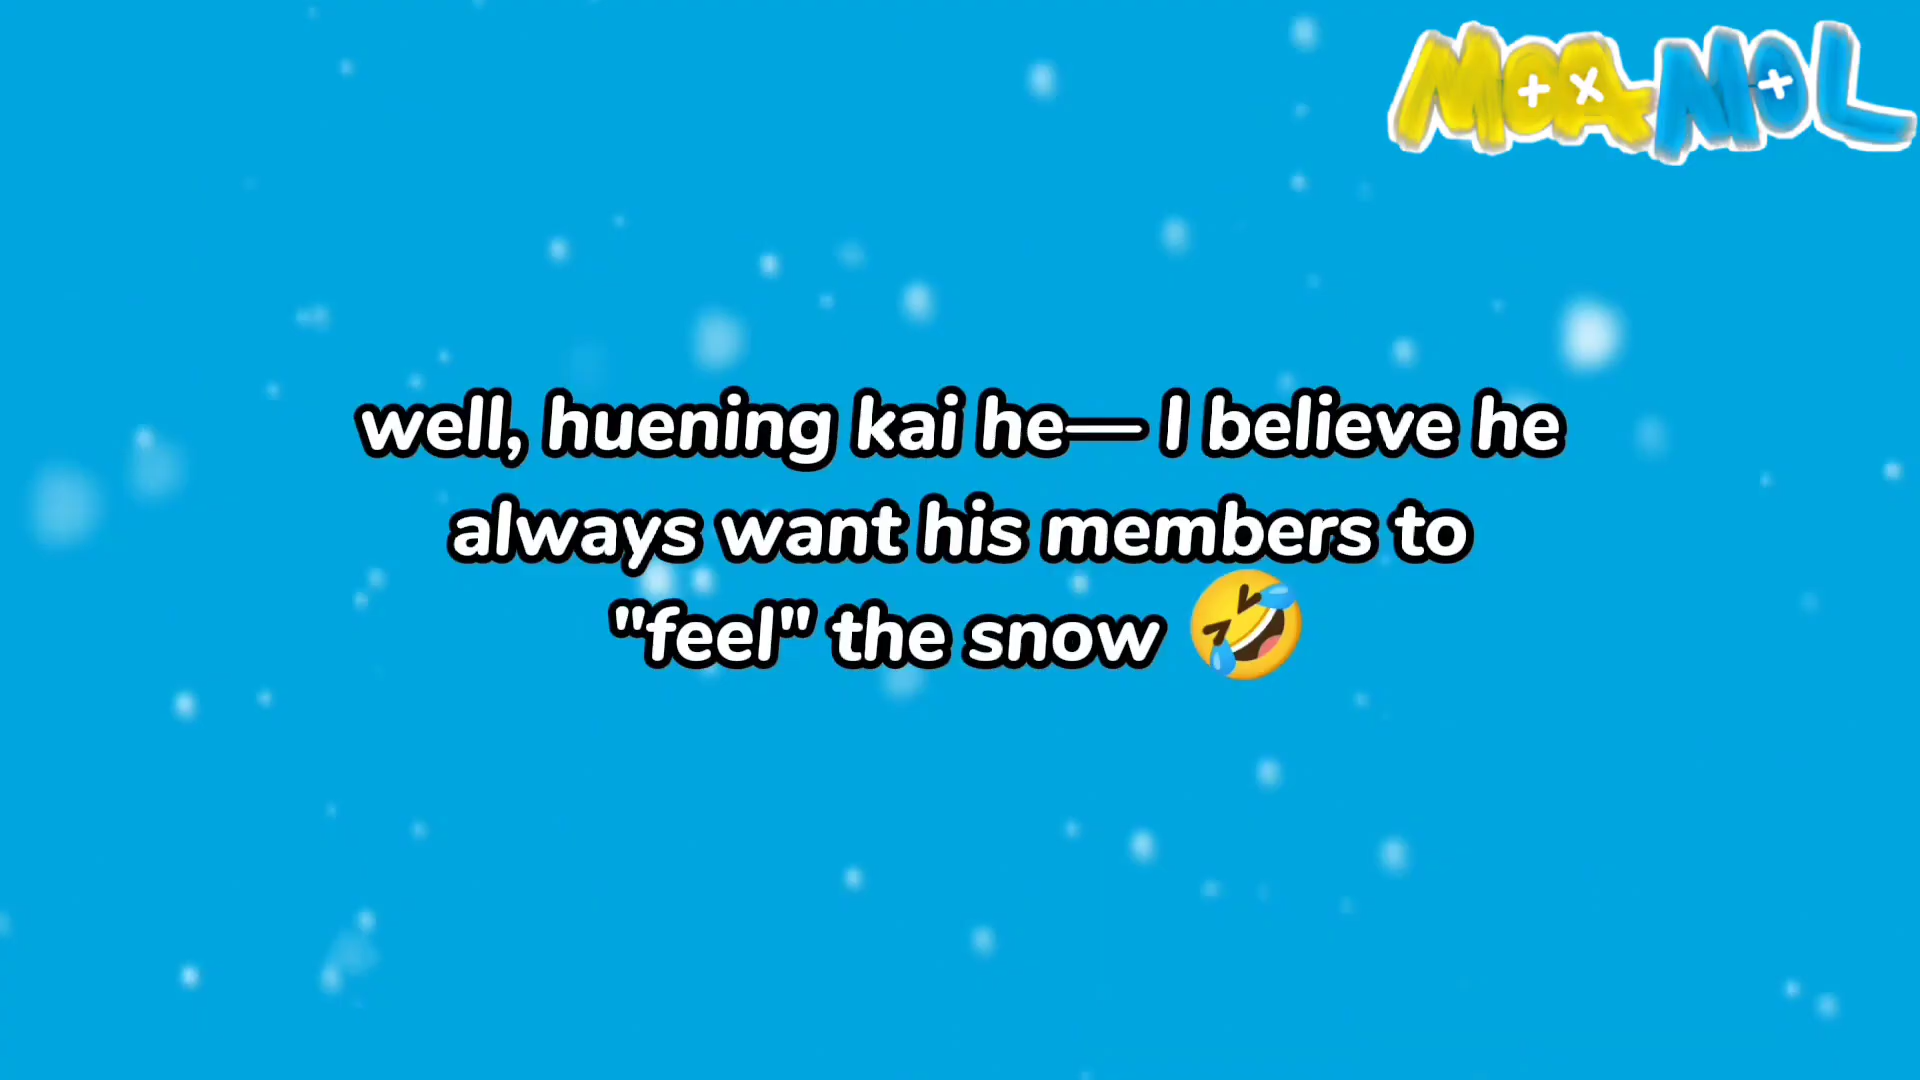 MOA MOL
well, huening kai he— I believe he
always want his members to
"feel" the snow 🤣